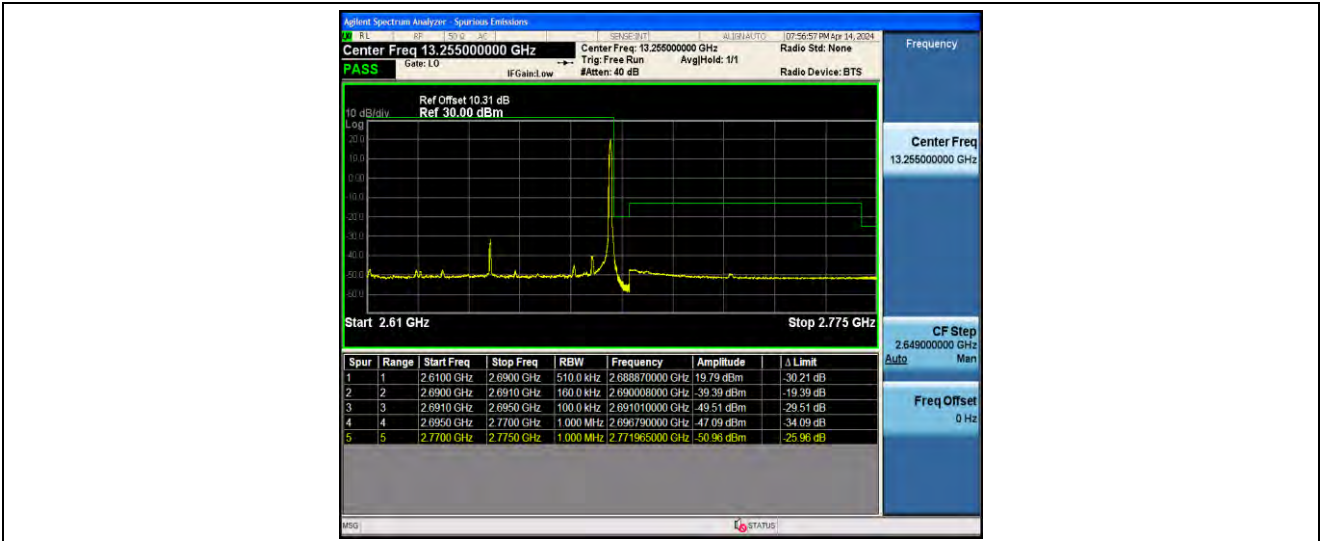 Agilent Spectrum Analyzer - Spurious Emissions
RL RF 50 Ω AC SENSE:INT ALIGNAUTO 07:56:57 PM Apr 14, 2024
Center Freq 13.255000000 GHz Center Freq: 13.255000000 GHz Radio Std: None
Trig: Free Run Avg|Hold: 1/1
PASS Gate: LO IFGain:Low #Atten: 40 dB Radio Device: BTS
Ref Offset 10.31 dB
10 dB/div Ref 30.00 dBm
Log
20.0
10.0
0.00
-10.0
-20.0
-30.0
-40.0
-50.0
-60.0
Start 2.61 GHz Stop 2.775 GHz
Spur Range Start Freq Stop Freq RBW Frequency Amplitude Δ Limit
1 1 2.6100 GHz 2.6900 GHz 510.0 kHz 2.688870000 GHz 19.79 dBm -30.21 dB
2 2 2.6900 GHz 2.6910 GHz 160.0 kHz 2.690008000 GHz -39.39 dBm -19.39 dB
3 3 2.6910 GHz 2.6950 GHz 100.0 kHz 2.691010000 GHz -49.51 dBm -29.51 dB
4 4 2.6950 GHz 2.7700 GHz 1.000 MHz 2.696790000 GHz -47.09 dBm -34.09 dB
5 5 2.7700 GHz 2.7750 GHz 1.000 MHz 2.771965000 GHz -50.96 dBm -25.96 dB
MSG STATUS
Frequency
Center Freq
13.255000000 GHz
CF Step
2.649000000 GHz
Auto Man
Freq Offset
0 Hz